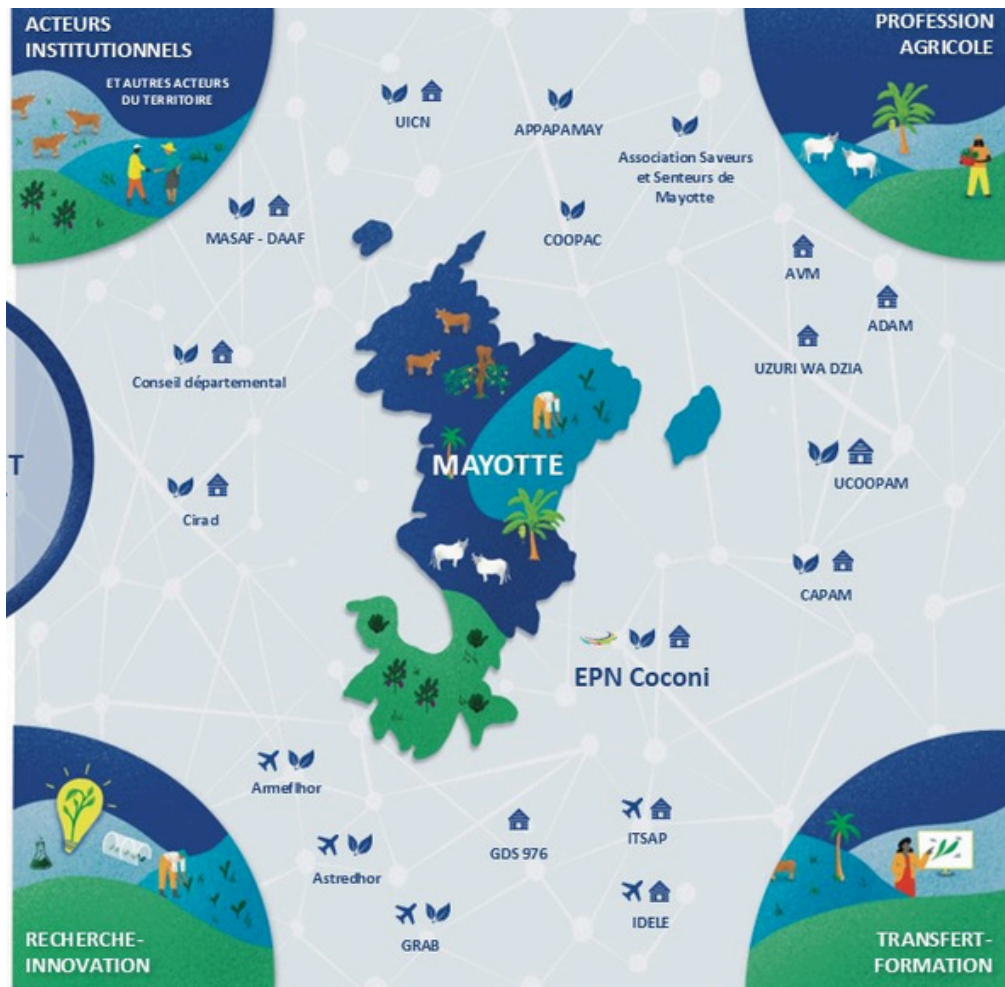 ACTEURS
INSTITUTIONNELS
ET AUTRES ACTEURS
DU TERRITOIRE
PROFESSION
AGRICOLE
UICN
APPAPAMAY
Association Saveurs
et Senteurs de
Mayotte
MASAF - DAAF
COOPAC
AVM
ADAM
UZURI WA DZIA
Conseil départemental
MAYOTTE
T
UCOOPAM
Cirad
CAPAM
EPN Coconi
Armeflhor
ITSAP
GDS 976
Astredhor
IDELE
GRAB
RECHERCHE-
INNOVATION
TRANSFERT-
FORMATION